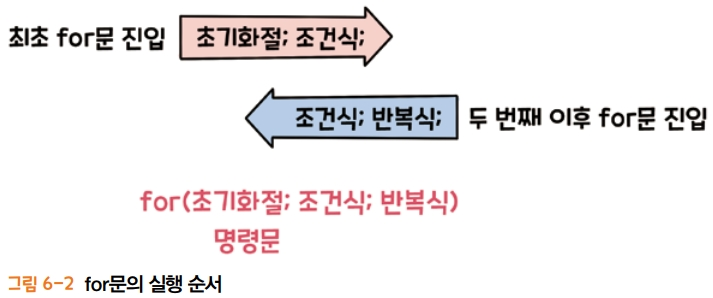 최초 for문 진입 초기화절; 조건식;
조건식; 반복식; 두 번째 이후 for문 진입
for(초기화절; 조건식; 반복식)
명령문
그림 6-2 for문의 실행 순서